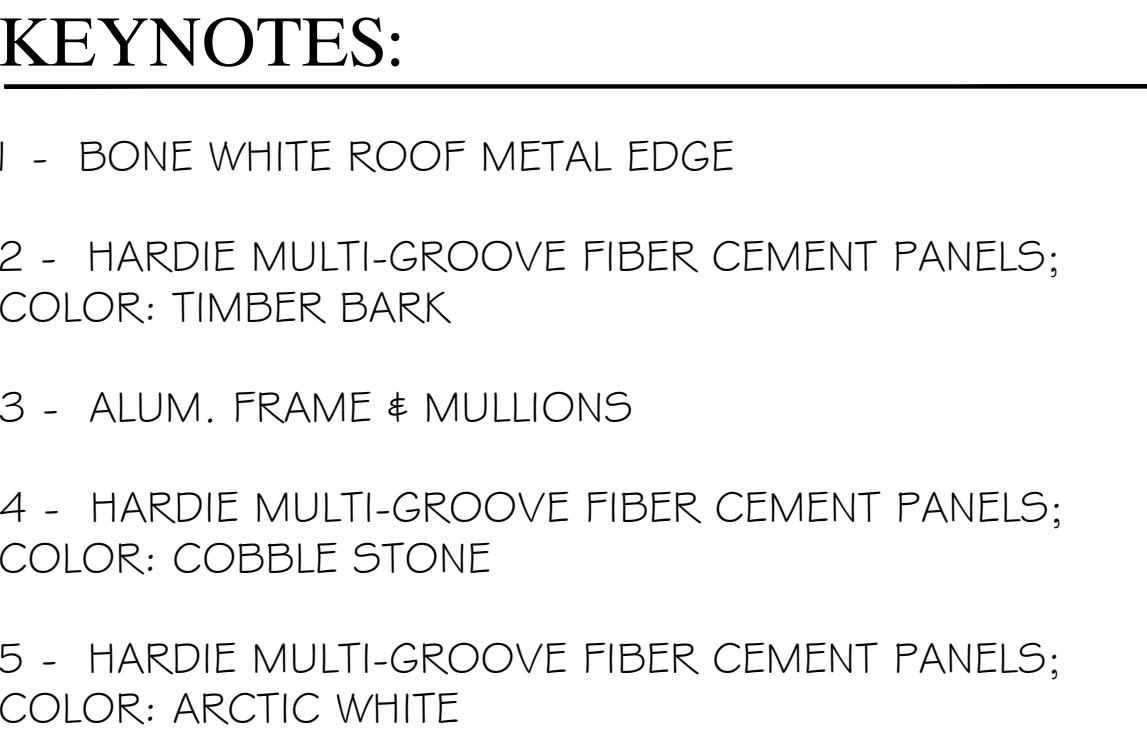 KEYNOTES:
1 - BONE WHITE ROOF METAL EDGE
2 - HARDIE MULTI-GROOVE FIBER CEMENT PANELS;
COLOR: TIMBER BARK
3 - ALUM. FRAME & MULLIONS
4 - HARDIE MULTI-GROOVE FIBER CEMENT PANELS;
COLOR: COBBLE STONE
5 - HARDIE MULTI-GROOVE FIBER CEMENT PANELS;
COLOR: ARCTIC WHITE